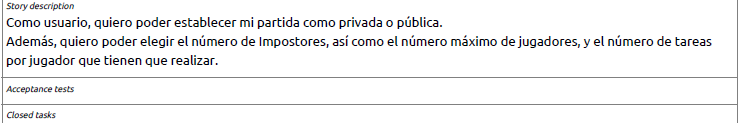 Story description
Como usuario, quiero poder establecer mi partida como privada o pública.
Además, quiero poder elegir el número de Impostores, así como el número máximo de jugadores, y el número de tareas
por jugador que tienen que realizar.
Acceptance tests
Closed tasks